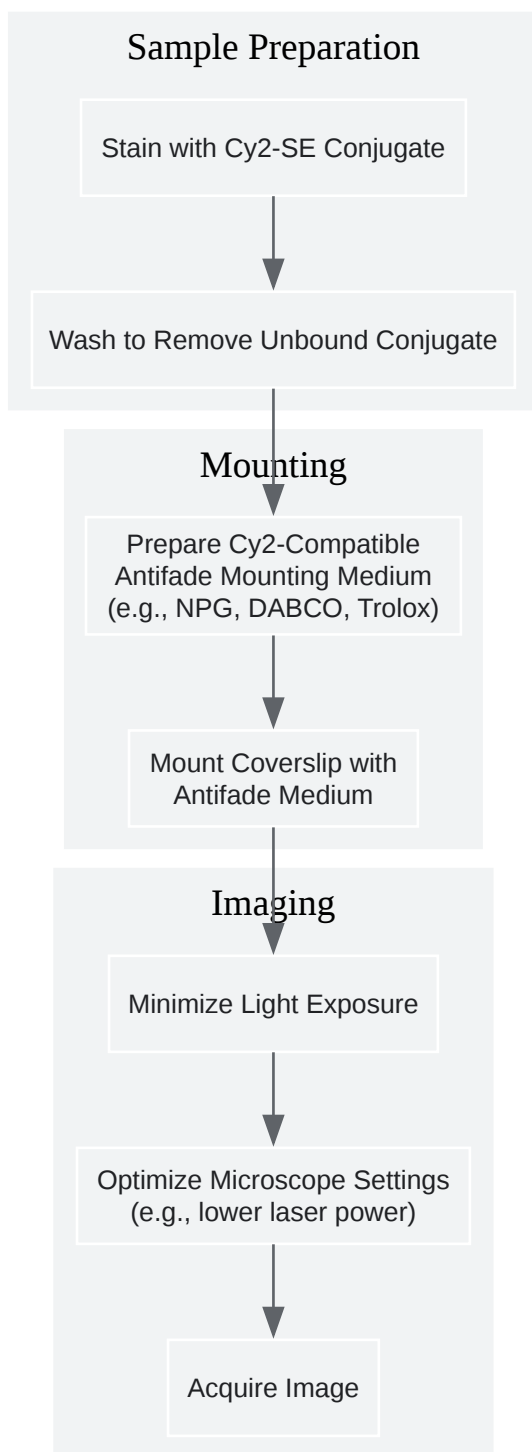 Sample Preparation
Stain with Cy2-SE Conjugate
Wash to Remove Unbound Conjugate
Mounting
Prepare Cy2-Compatible
Antifade Mounting Medium
(e.g., NPG, DABCO, Trolox)
Mount Coverslip with
Antifade Medium
Imaging
Minimize Light Exposure
Optimize Microscope Settings
(e.g., lower laser power)
Acquire Image